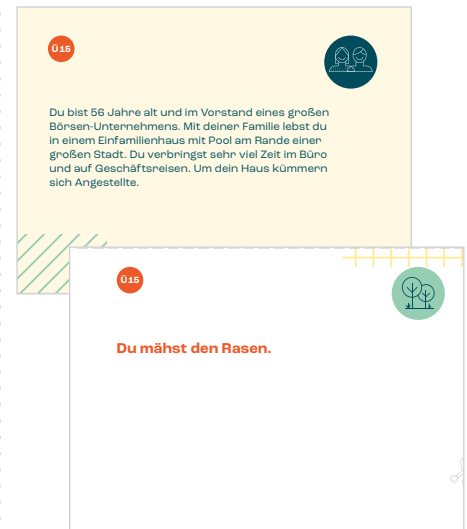 Ü15
Du bist 56 Jahre alt und im Vorstand eines großen
Börsen-Unternehmens. Mit deiner Familie lebst du
in einem Einfamilienhaus mit Pool am Rande einer
großen Stadt. Du verbringst sehr viel Zeit im Büro
und auf Geschäftsreisen. Um dein Haus kümmern
sich Angestellte.
Ü15
Du mähst den Rasen.